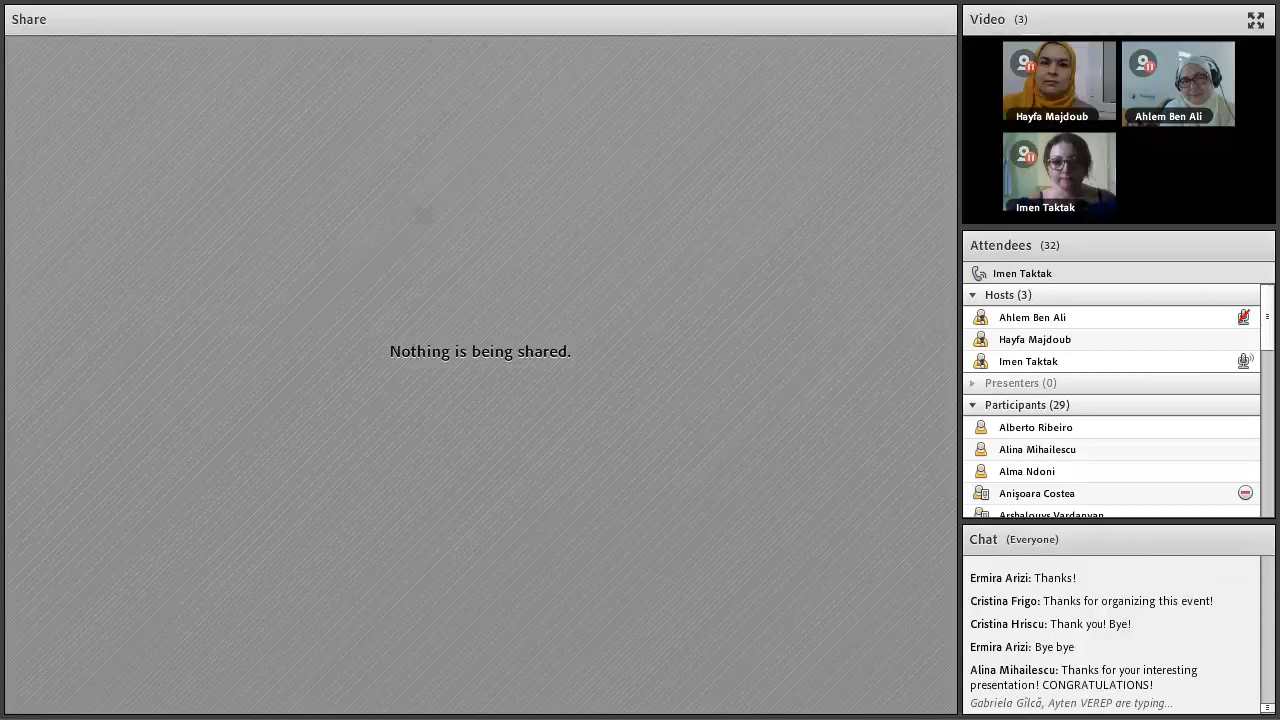 Share
Nothing is being shared.
Video (3)
Hayfa Majdoub
Ahlem Ben Ali
Imen Taktak
Attendees (32)
Imen Taktak
Hosts (3)
Ahlem Ben Ali
Hayfa Majdoub
Imen Taktak
Presenters (0)
Participants (29)
Alberto Ribeiro
Alina Mihailescu
Alma Ndoni
Anişoara Costea
Arshalouys Vardanyan
Chat (Everyone)
Ermira Arizi: Thanks!
Cristina Frigo: Thanks for organizing this event!
Cristina Hriscu: Thank you! Bye!
Ermira Arizi: Bye bye
Alina Mihailescu: Thanks for your interesting
presentation! CONGRATULATIONS!
Gabriela Gîlcă, Ayten VEREP are typing...